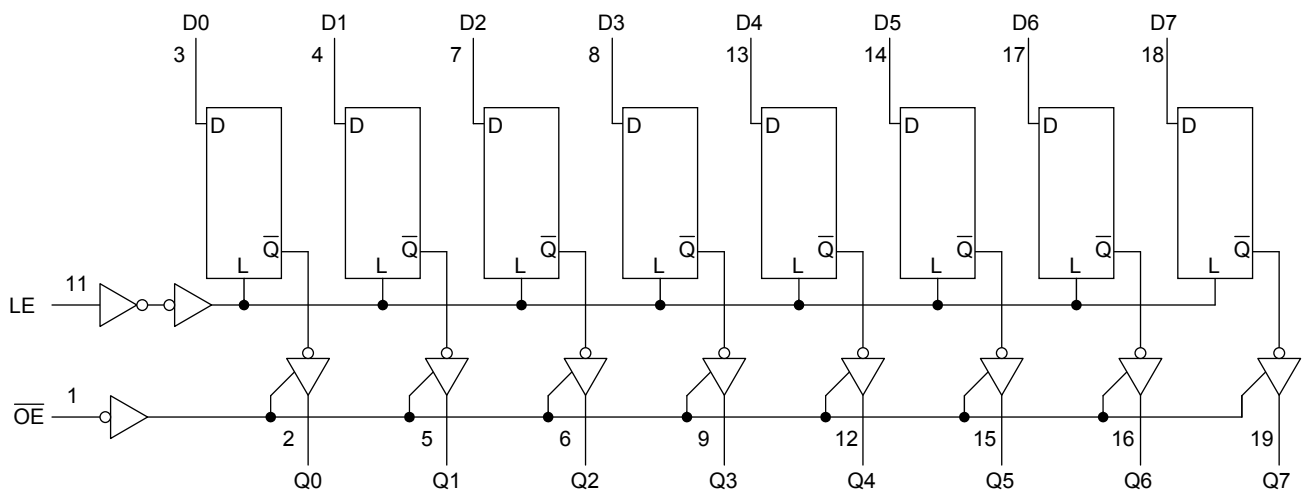 D0 D1 D2 D3 D4 D5 D6 D7
3 4 7 8 13 14 17 18
D D D D D D D D
Q̅ Q̅ Q̅ Q̅ Q̅ Q̅ Q̅ Q̅
L L L L L L L L
11
LE
1
O̅E̅
2 5 6 9 12 15 16 19
Q0 Q1 Q2 Q3 Q4 Q5 Q6 Q7